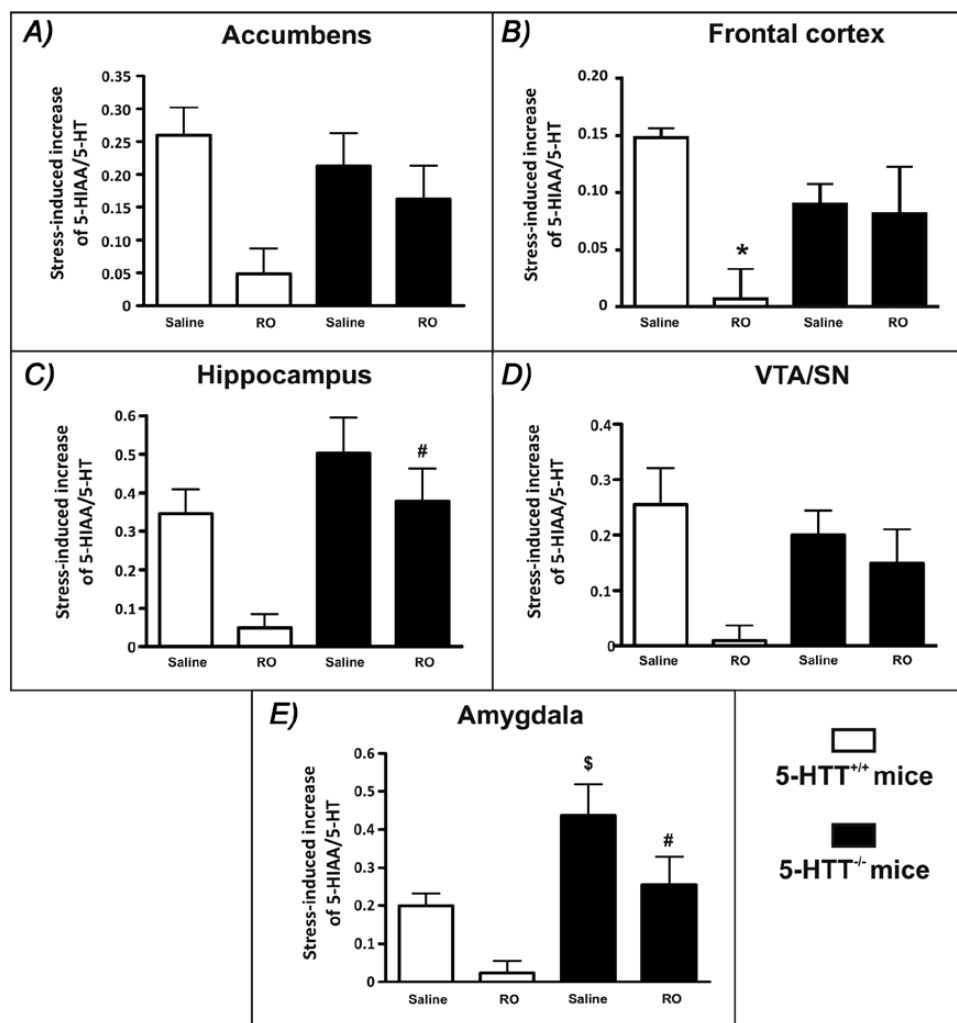 A) Accumbens
Stress-induced increase
of 5-HIAA/5-HT
0.35
0.30
0.25
0.20
0.15
0.10
0.05
0
Saline RO Saline RO
B) Frontal cortex
Stress-induced increase
of 5-HIAA/5-HT
0.20
0.15
0.10
0.05
0
*
Saline RO Saline RO
C) Hippocampus
Stress-induced increase
of 5-HIAA/5-HT
0.6
0.5
0.4
0.3
0.2
0.1
0
#
Saline RO Saline RO
D) VTA/SN
Stress-induced increase
of 5-HIAA/5-HT
0.4
0.3
0.2
0.1
0
Saline RO Saline RO
E) Amygdala
Stress-induced increase
of 5-HIAA/5-HT
0.6
0.5
0.4
0.3
0.2
0.1
0
$
#
Saline RO Saline RO
5-HTT+/+ mice
5-HTT-/- mice